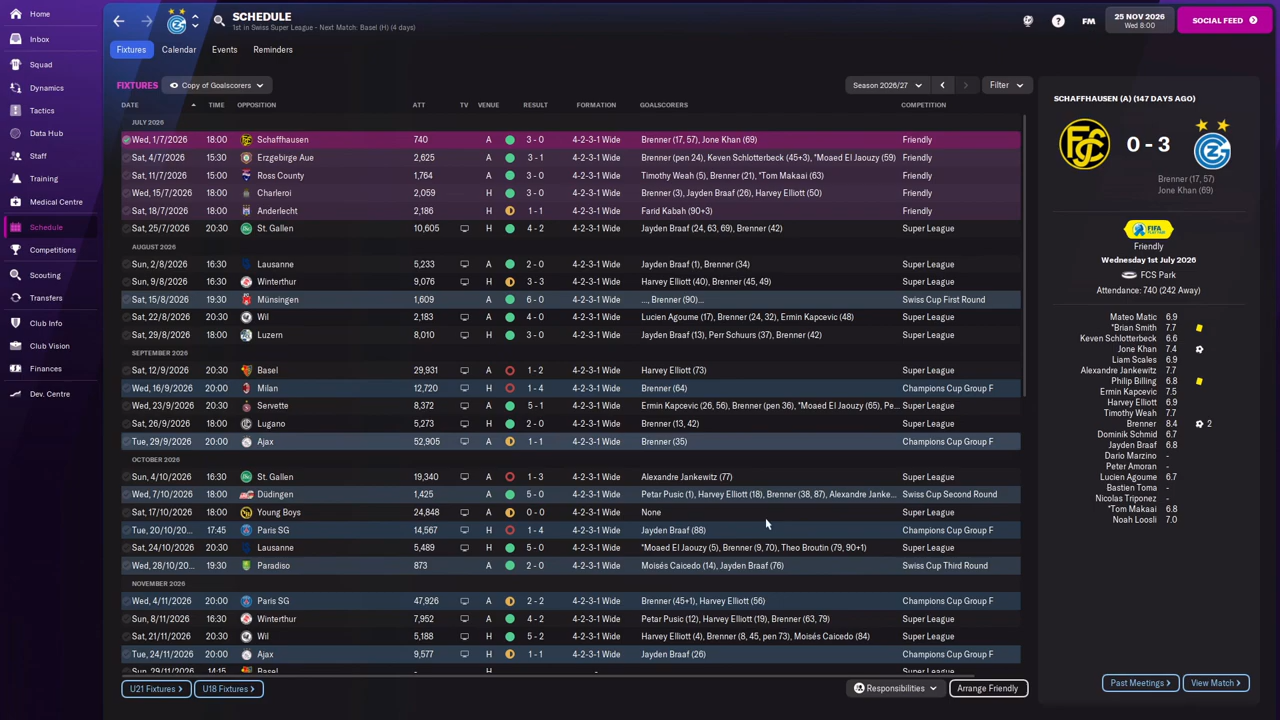 Home
Inbox
Squad
Dynamics
Tactics
Data Hub
Staff
Training
Medical Centre
Schedule
Competitions
Scouting
Transfers
Club Info
Club Vision
Finances
Dev. Centre
SCHEDULE
1st in Swiss Super League - Next Match: Basel (H) (4 days)
FM
25 NOV 2026
Wed 8:00
SOCIAL FEED
Fixtures Calendar Events Reminders
FIXTURES Copy of Goalscorers Season 2026/27 Filter
DATE TIME OPPOSITION ATT TV VENUE RESULT FORMATION GOALSCORERS COMPETITION
JULY 2026
Wed, 1/7/2026 18:00 Schaffhausen 740 A 3 - 0 4-2-3-1 Wide Brenner (17, 57), Jone Khan (69) Friendly
Sat, 4/7/2026 15:30 Erzgebirge Aue 2,625 A 3 - 1 4-2-3-1 Wide Brenner (pen 24), Keven Schlotterbeck (45+3), *Moaed El Jaouzy (59) Friendly
Sat, 11/7/2026 15:00 Ross County 1,764 A 3 - 0 4-2-3-1 Wide Timothy Weah (5), Brenner (21), *Tom Makaai (63) Friendly
Wed, 15/7/2026 18:00 Charleroi 2,059 H 3 - 0 4-2-3-1 Wide Brenner (3), Jayden Braaf (26), Harvey Elliott (50) Friendly
Sat, 18/7/2026 18:00 Anderlecht 2,186 H 1 - 1 4-2-3-1 Wide Farid Kabah (90+3) Friendly
Sat, 25/7/2026 20:30 St. Gallen 10,605 H 4 - 2 4-2-3-1 Wide Jayden Braaf (24, 63, 69), Brenner (42) Super League
AUGUST 2026
Sun, 2/8/2026 16:30 Lausanne 5,233 A 2 - 0 4-2-3-1 Wide Jayden Braaf (1), Brenner (34) Super League
Sun, 9/8/2026 16:30 Winterthur 9,076 H 3 - 3 4-2-3-1 Wide Harvey Elliott (40), Brenner (45, 49) Super League
Sat, 15/8/2026 19:30 Münsingen 1,609 A 6 - 0 4-2-3-1 Wide ..., Brenner (90)... Swiss Cup First Round
Sat, 22/8/2026 20:30 Wil 2,183 A 4 - 0 4-2-3-1 Wide Lucien Agoume (17), Brenner (24, 32), Ermin Kapcevic (48) Super League
Sat, 29/8/2026 18:00 Luzern 8,010 H 3 - 0 4-2-3-1 Wide Jayden Braaf (13), Perr Schuurs (37), Brenner (42) Super League
SEPTEMBER 2026
Sat, 12/9/2026 20:30 Basel 29,931 A 1 - 2 4-2-3-1 Wide Harvey Elliott (73) Super League
Wed, 16/9/2026 20:00 Milan 12,720 H 1 - 4 4-2-3-1 Wide Brenner (64) Champions Cup Group F
Wed, 23/9/2026 20:30 Servette 8,372 H 5 - 1 4-2-3-1 Wide Ermin Kapcevic (26, 56), Brenner (pen 36), *Moaed El Jaouzy (65), Pe... Super League
Sat, 26/9/2026 18:00 Lugano 5,273 A 2 - 0 4-2-3-1 Wide Brenner (13, 42) Super League
Tue, 29/9/2026 20:00 Ajax 52,905 A 1 - 1 4-2-3-1 Wide Brenner (35) Champions Cup Group F
OCTOBER 2026
Sun, 4/10/2026 16:30 St. Gallen 19,340 A 1 - 3 4-2-3-1 Wide Alexandre Jankewitz (77) Super League
Wed, 7/10/2026 18:00 Düdingen 1,425 A 5 - 0 4-2-3-1 Wide Petar Pusic (1), Harvey Elliott (18), Brenner (38, 87), Alexandre Janke... Swiss Cup Second Round
Sat, 17/10/2026 18:00 Young Boys 24,848 A 0 - 0 4-2-3-1 Wide None Super League
Tue, 20/10/20... 17:45 Paris SG 14,567 H 1 - 4 4-2-3-1 Wide Jayden Braaf (88) Champions Cup Group F
Sat, 24/10/2026 20:30 Lausanne 5,489 H 5 - 0 4-2-3-1 Wide *Moaed El Jaouzy (5), Brenner (9, 70), Theo Broutin (79, 90+1) Super League
Wed, 28/10/20... 19:30 Paradiso 873 A 2 - 0 4-2-3-1 Wide Moisés Caicedo (14), Jayden Braaf (76) Swiss Cup Third Round
NOVEMBER 2026
Wed, 4/11/2026 20:00 Paris SG 47,926 A 2 - 2 4-2-3-1 Wide Brenner (45+1), Harvey Elliott (56) Champions Cup Group F
Sun, 8/11/2026 16:30 Winterthur 7,952 A 4 - 2 4-2-3-1 Wide Petar Pusic (12), Harvey Elliott (19), Brenner (63, 79) Super League
Sat, 21/11/2026 20:30 Wil 5,188 H 5 - 2 4-2-3-1 Wide Harvey Elliott (4), Brenner (8, 45, pen 73), Moisés Caicedo (84) Super League
Tue, 24/11/2026 20:00 Ajax 9,577 H 1 - 1 4-2-3-1 Wide Jayden Braaf (26) Champions Cup Group F
Sun, 29/11/2026 14:15 Basel - H - - Super League
U21 Fixtures > U18 Fixtures > Responsibilities Arrange Friendly
SCHAFFHAUSEN (A) (147 DAYS AGO)
0 - 3
Brenner (17, 57)
Jone Khan (69)
FIFA
Friendly
Wednesday 1st July 2026
FCS Park
Attendance: 740 (242 Away)
Mateo Matic 6.9
*Brian Smith 7.7
Keven Schlotterbeck 6.6
Jone Khan 7.4
Liam Scales 6.9
Alexandre Jankewitz 7.7
Philip Billing 6.8
Ermin Kapcevic 7.5
Harvey Elliott 6.9
Timothy Weah 7.7
Brenner 8.4 2
Dominik Schmid 6.7
Jayden Braaf 6.8
Dario Marzino -
Peter Amoran -
Lucien Agoume 6.7
Bastien Toma -
Nicolas Triponez -
*Tom Makaai 6.8
Noah Loosli 7.0
Past Meetings > View Match >